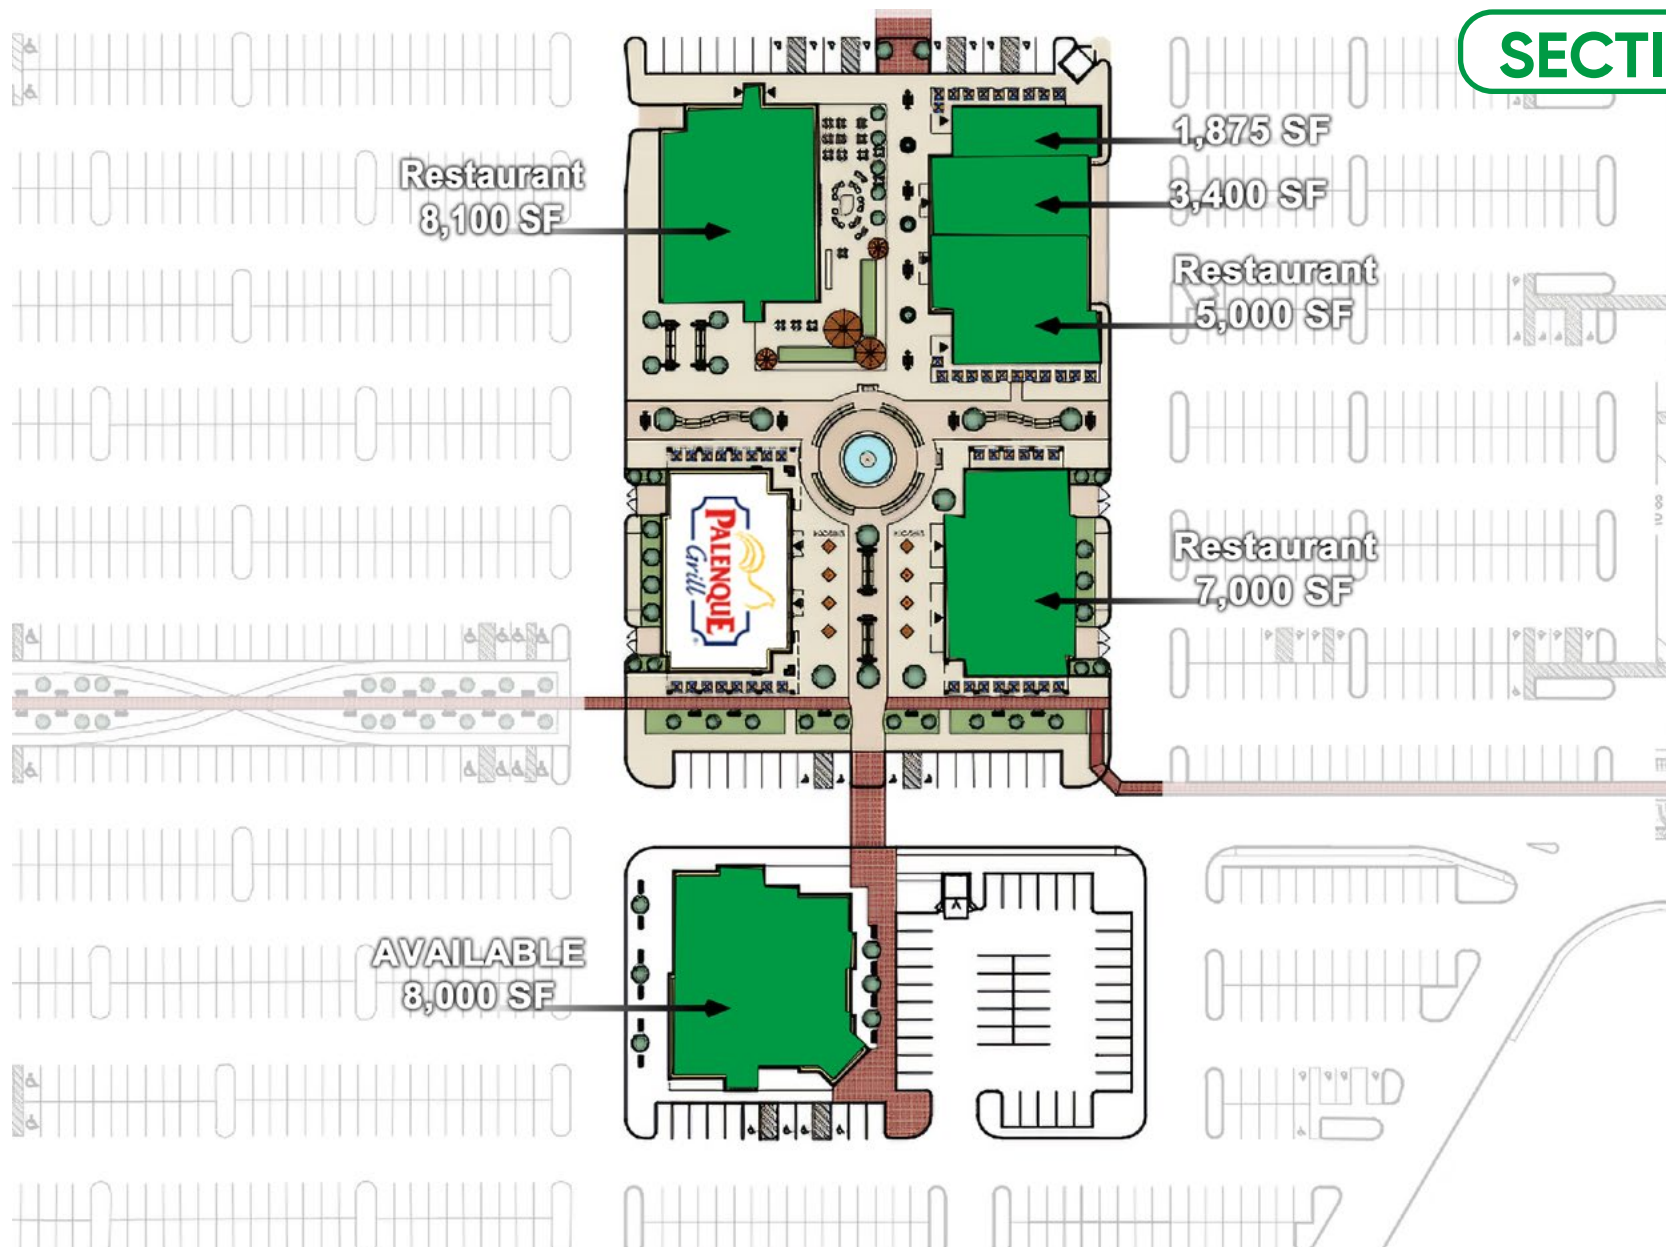 SECTI
1,875 SF
Restaurant
8,100 SF
3,400 SF
Restaurant
5,000 SF
PALENQUE
Grill
Restaurant
7,000 SF
AVAILABLE
8,000 SF